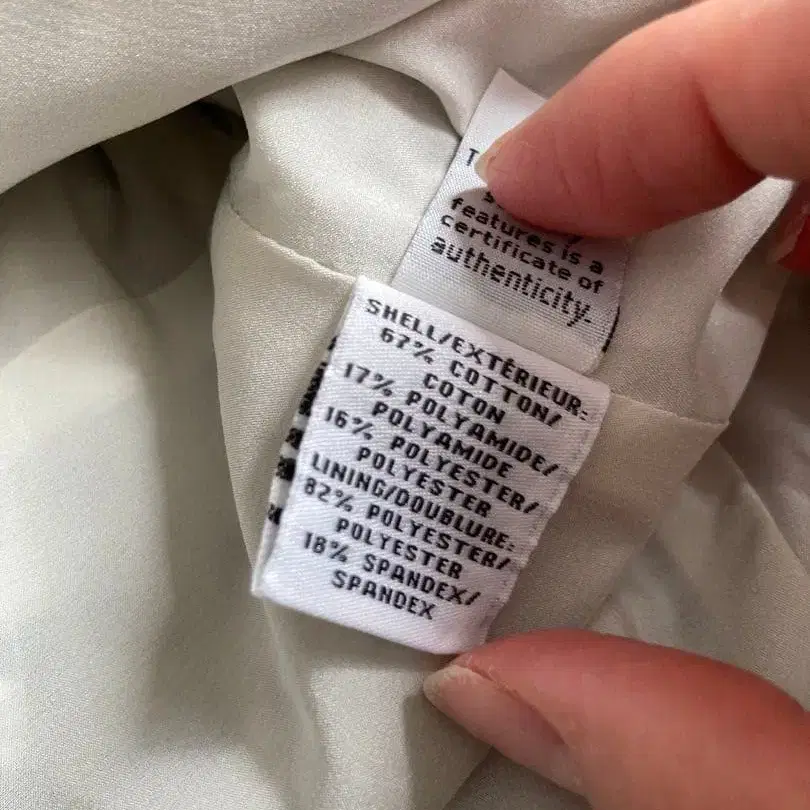 features is a
certificate of
authenticity.
SHELL/EXTÉRIEUR:
67% COTTON/
COTON
17% POLYAMIDE/
POLYAMIDE
16% POLYESTER/
POLYESTER
LINING/DOUBLURE:
82% POLYESTER/
POLYESTER
18% SPANDEX/
SPANDEX